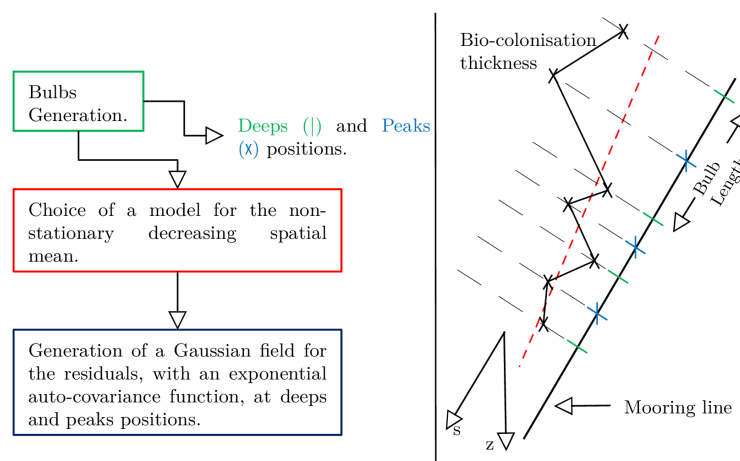 Bulbs
Generation.
Deeps (|) and Peaks
(x) positions.
Choice of a model for the non-
stationary decreasing spatial
mean.
Generation of a Gaussian field for
the residuals, with an exponential
auto-covariance function, at deeps
and peaks positions.
Bio-colonisation
thickness
Bulb
Length
Mooring line
s
z